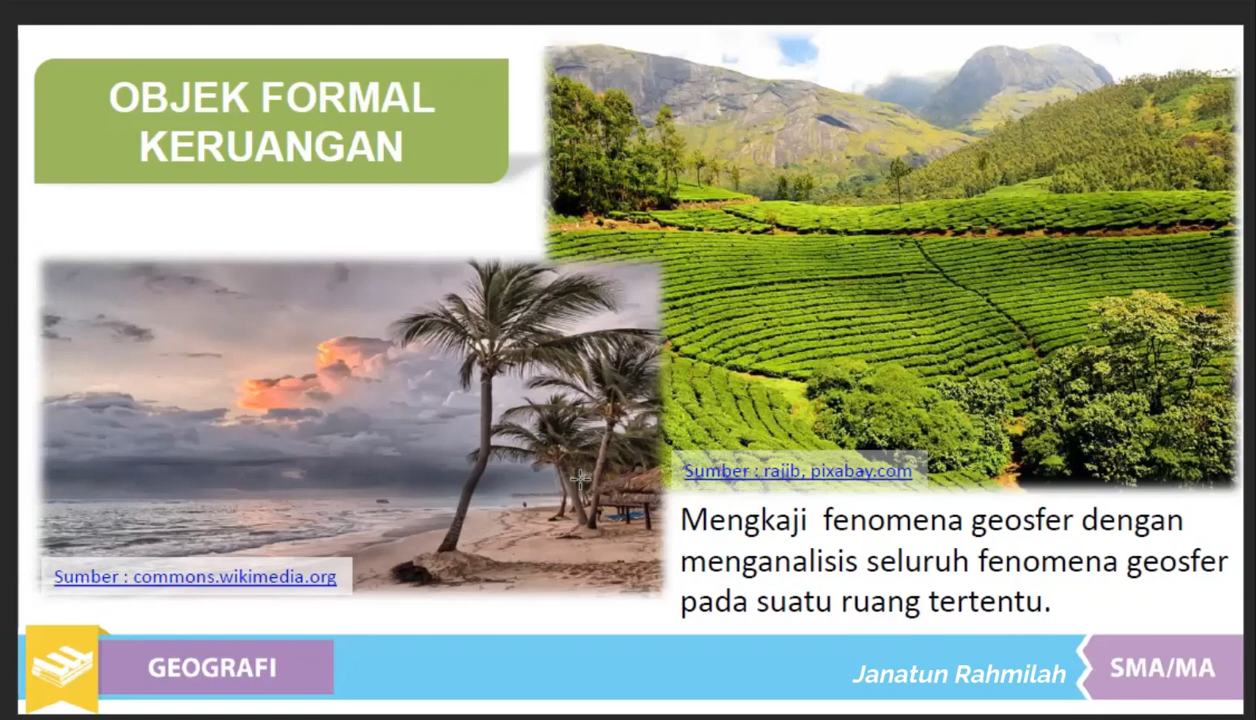 OBJEK FORMAL
KERUANGAN
Sumber : rajib, pixabay.com
Sumber : commons.wikimedia.org
Mengkaji fenomena geosfer dengan
menganalisis seluruh fenomena geosfer
pada suatu ruang tertentu.
GEOGRAFI
Janatun Rahmilah
SMA/MA